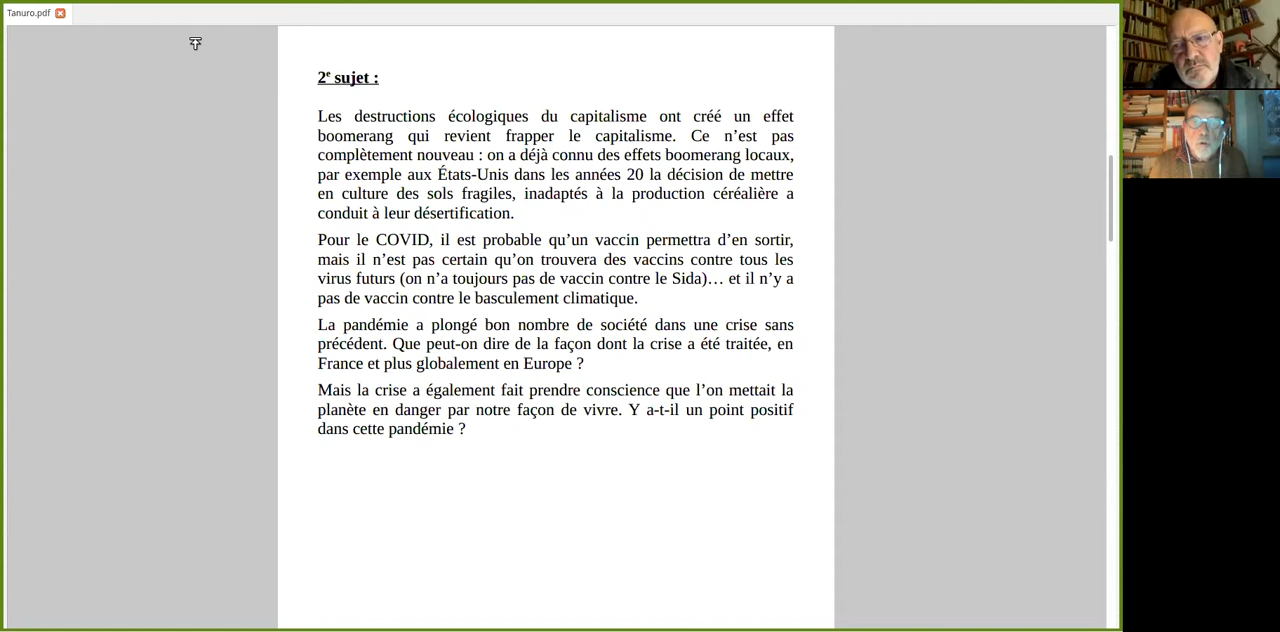 Tanuro.pdf
2e sujet :
Les destructions écologiques du capitalisme ont créé un effet
boomerang qui revient frapper le capitalisme. Ce n’est pas
complètement nouveau : on a déjà connu des effets boomerang locaux,
par exemple aux États-Unis dans les années 20 la décision de mettre
en culture des sols fragiles, inadaptés à la production céréalière a
conduit à leur désertification.
Pour le COVID, il est probable qu’un vaccin permettra d’en sortir,
mais il n’est pas certain qu’on trouvera des vaccins contre tous les
virus futurs (on n’a toujours pas de vaccin contre le Sida)… et il n’y a
pas de vaccin contre le basculement climatique.
La pandémie a plongé bon nombre de société dans une crise sans
précédent. Que peut-on dire de la façon dont la crise a été traitée, en
France et plus globalement en Europe ?
Mais la crise a également fait prendre conscience que l’on mettait la
planète en danger par notre façon de vivre. Y a-t-il un point positif
dans cette pandémie ?